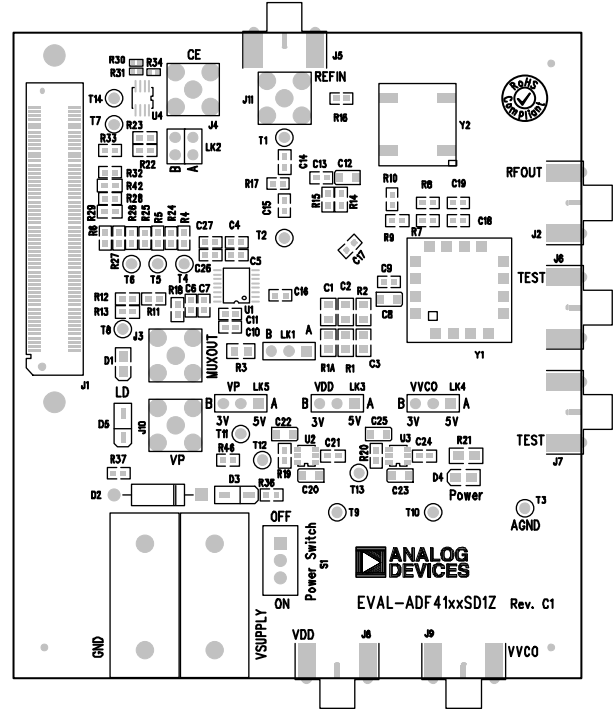 R30
R34
R31
CE
J5
REFIN
T14
U4
J4
J11
R16
Y2
RoHS
Compliant
T7
R23
LK2
T1
R33
R22
B
A
C14
C13
C12
RFOUT
R32
R42
R28
R29
R17
R15
R14
R10
R8
C19
C15
R6
R26
R25
R5
R24
R4
C27
C4
T2
R9
R7
C18
J2
J6
R27
T6
T5
T4
C26
C5
C17
TEST
R12
R13
R11
R18
C6
C7
C16
C9
C8
U1
C11
C10
C1
C2
R2
T8
J3
MUXOUT
B
LK1
A
D1
R3
R1A
R1
C3
Y1
J1
LD
VP
LK5
VDD
LK3
VVCO
LK4
B
A
B
A
B
A
D5
J10
3V
5V
3V
5V
3V
5V
T11
C22
C25
VP
T12
U2
C21
U3
C24
R21
TEST
R37
R46
R19
R20
J7
D2
D3
R36
C20
T13
C23
D4
Power
T3
T9
T10
AGND
OFF
Power Switch
S1
ON
ANALOG
DEVICES
EVAL-ADF41xxSD1Z Rev. C1
GND
VSUPPLY
VDD
J8
J9
VVCO